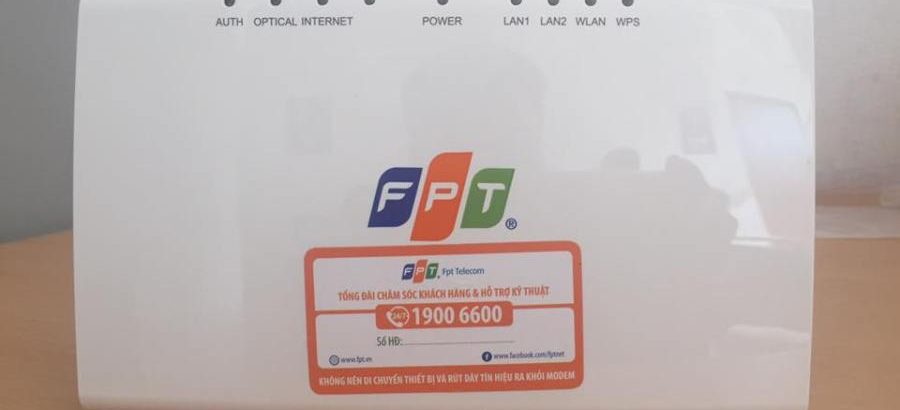 AUTH OPTICAL INTERNET POWER LAN1 LAN2 WLAN WPS
FPT®
FPT® Fpt Telecom
TỔNG ĐÀI CHĂM SÓC KHÁCH HÀNG & HỖ TRỢ KỸ THUẬT
24/7 1900 6600
Số HĐ:
www.fpt.vn www.facebook.com/fptnet
KHÔNG NÊN DI CHUYỂN THIẾT BỊ VÀ RÚT DÂY TÍN HIỆU RA KHỎI MODEM